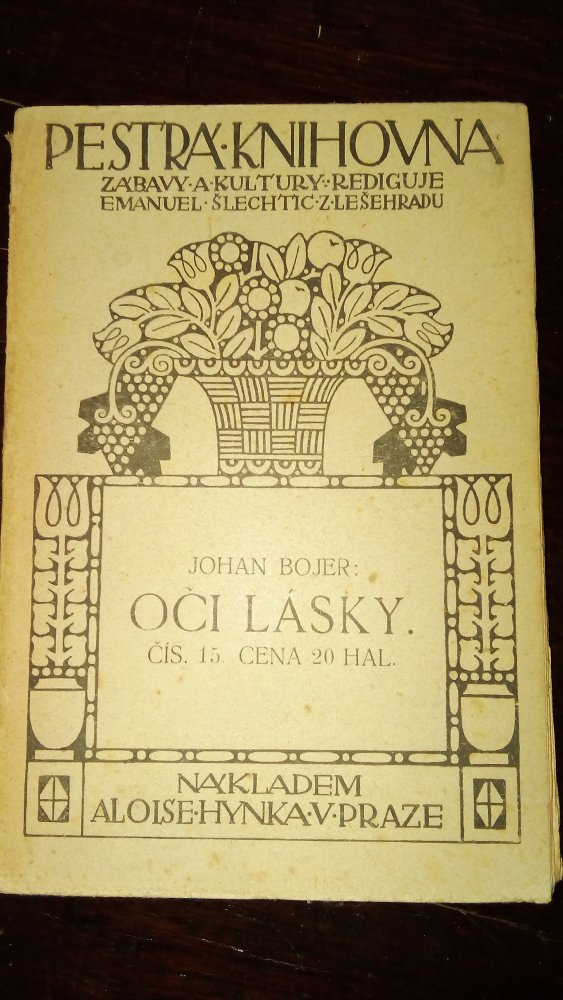 PESTRÁ·KNIHOVNA
ZÁBAVY·A·KULTURY·REDIGUJE
EMANUEL·ŠLECHTIC·Z·LEŠEHRADU
JOHAN BOJER:
OČI LÁSKY.
ČÍS. 15. CENA 20 HAL.
NÁKLADEM
ALOISE·HYNKA·V·PRAZE